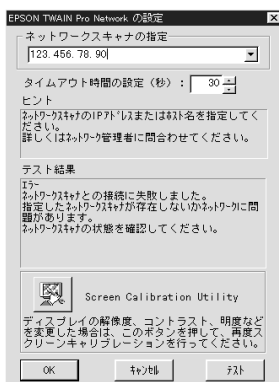 EPSON TWAIN Pro Network の設定
ネットワークスキャナの指定
123. 456. 78. 90
タイムアウト時間の設定（秒）： 30
ヒント
ﾈｯﾄﾜｰｸｽｷｬﾅのIPｱﾄﾞﾚｽまたはﾎｽﾄ名を指定してく
ださい。
詳しくはﾈｯﾄﾜｰｸ管理者に問合わせてください。
テスト結果
ｴﾗｰ
ﾈｯﾄﾜｰｸｽｷｬﾅとの接続に失敗しました。
指定したﾈｯﾄﾜｰｸｽｷｬﾅが存在しないかﾈｯﾄﾜｰｸに問
題があります。
ﾈｯﾄﾜｰｸｽｷｬﾅの状態を確認してください。
Screen Calibration Utility
ディスプレイの解像度、コントラスト、明度など
を変更した場合は、このボタンを押して、再度ス
クリーンキャリブレーションを行ってください。
OK ｷｬﾝｾﾙ ﾃｽﾄ